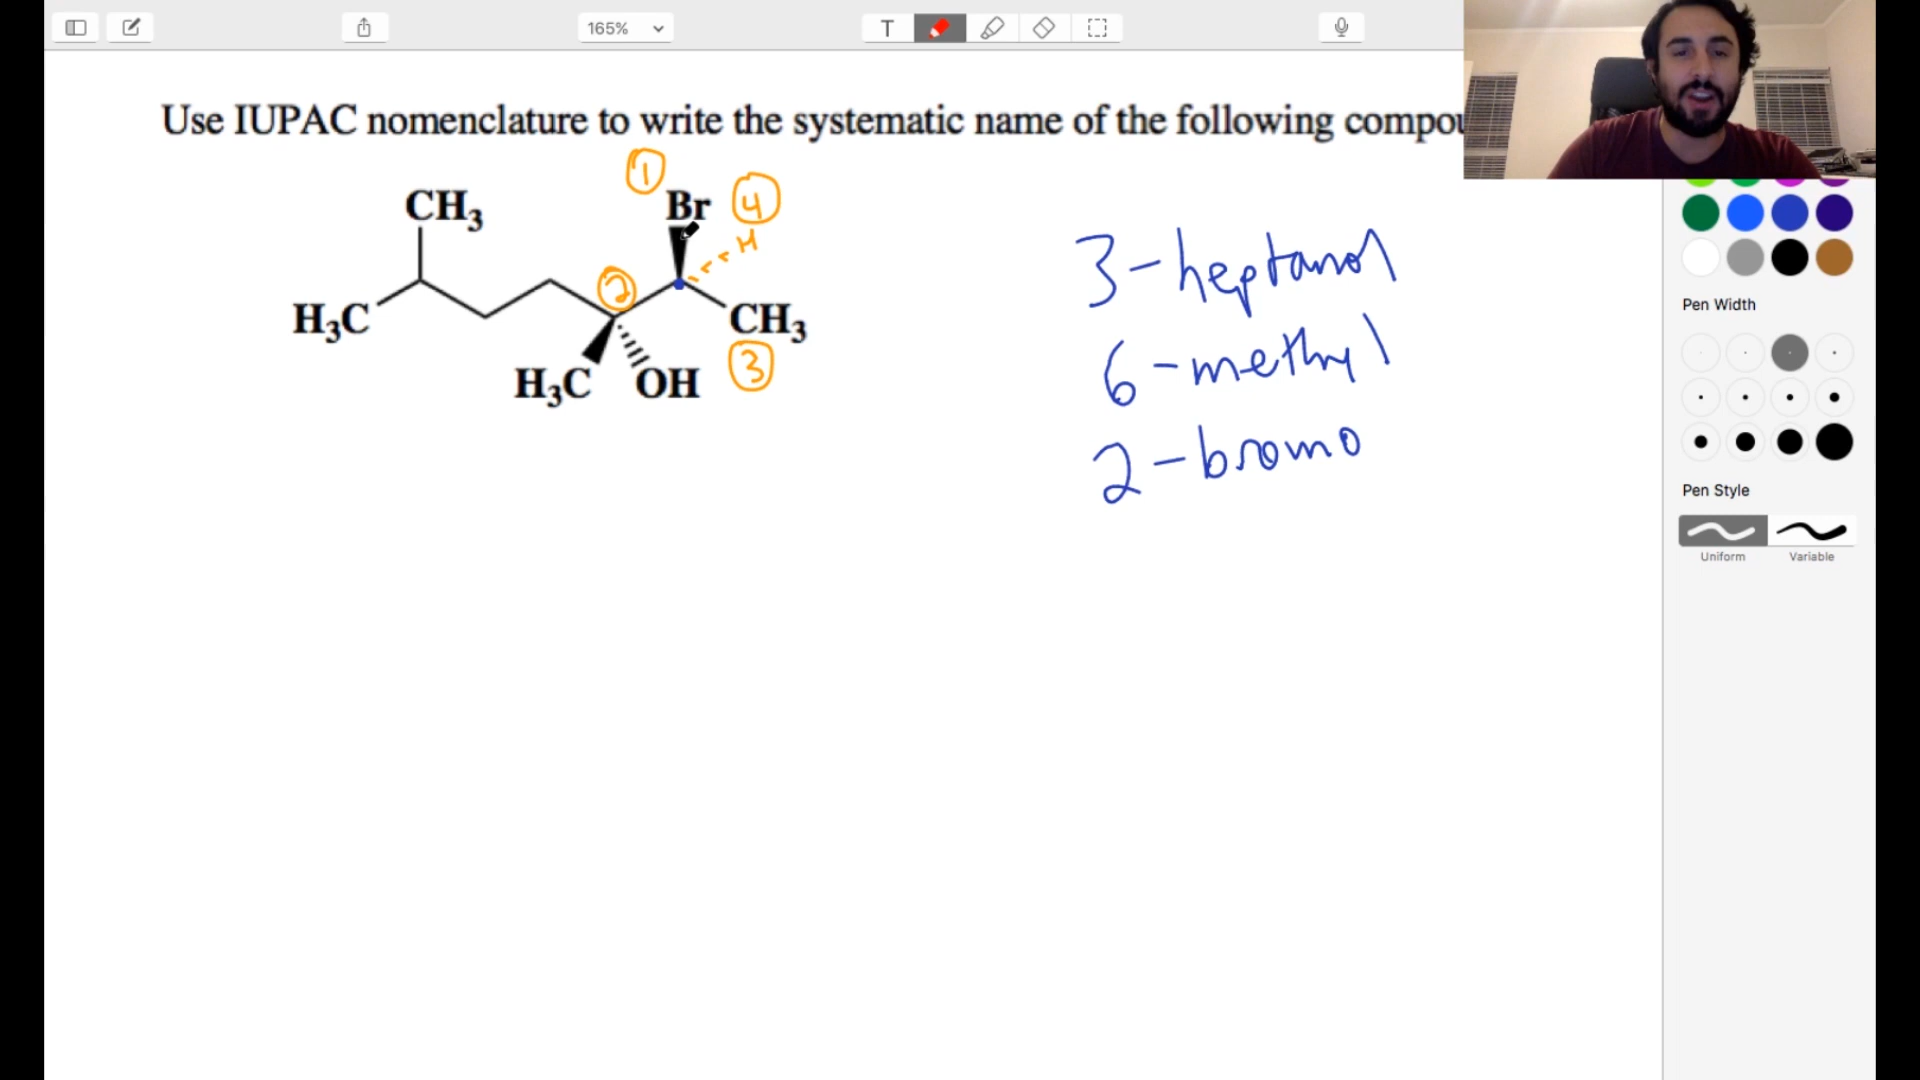 165%
T
Use IUPAC nomenclature to write the systematic name of the following
1
CH3
Br
4
H
2
H3C
CH3
3
H3C
OH
3-heptanol
6-methyl
2-bromo
Pen Width
Pen Style
Uniform
Variable